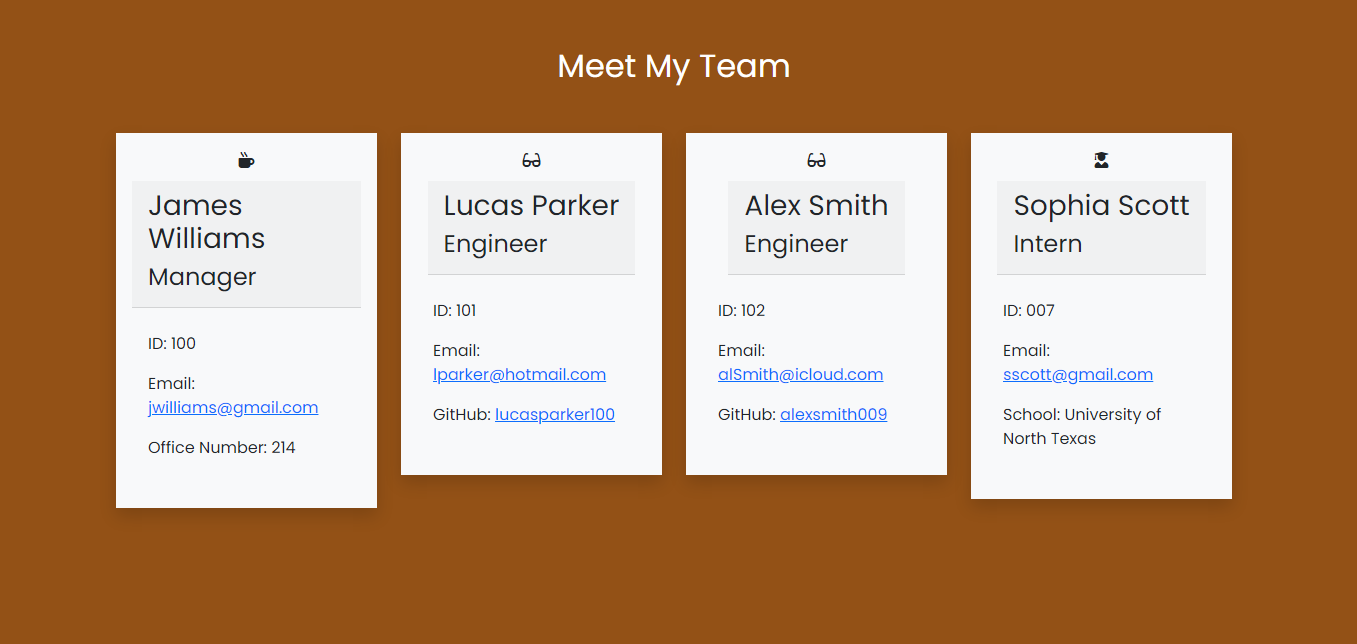 Meet My Team
James
Williams
Manager
ID: 100
Email:
jwilliams@gmail.com
Office Number: 214
Lucas Parker
Engineer
ID: 101
Email:
lparker@hotmail.com
GitHub: lucasparker100
Alex Smith
Engineer
ID: 102
Email:
alSmith@icloud.com
GitHub: alexsmith009
Sophia Scott
Intern
ID: 007
Email:
sscott@gmail.com
School: University of
North Texas